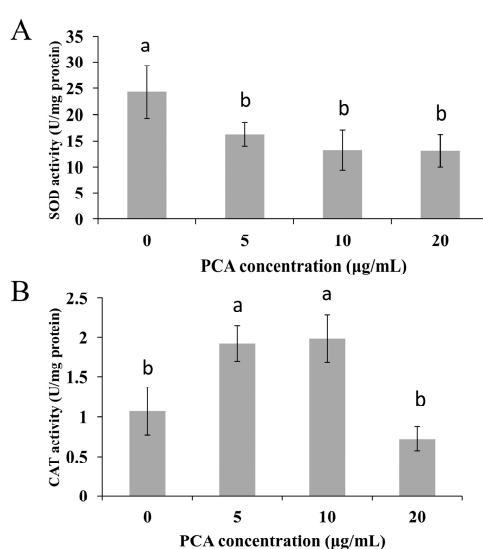 A
SOD activity (U/mg protein)
35
30
25
20
15
10
5
0
a
b
b
b
0 5 10 20
PCA concentration (µg/mL)
B
CAT activity (U/mg protein)
2.5
2
1.5
1
0.5
0
b
a
a
b
0 5 10 20
PCA concentration (µg/mL)